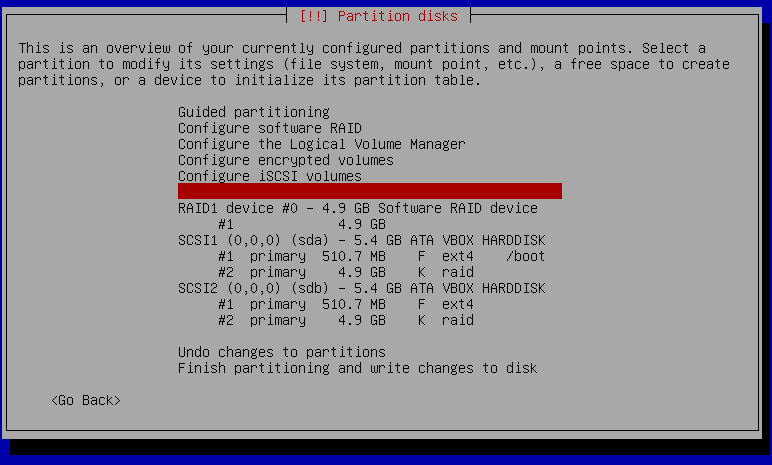 [!!] Partition disks
This is an overview of your currently configured partitions and mount points. Select a
partition to modify its settings (file system, mount point, etc.), a free space to create
partitions, or a device to initialize its partition table.
Guided partitioning
Configure software RAID
Configure the Logical Volume Manager
Configure encrypted volumes
Configure iSCSI volumes
RAID1 device #0 – 4.9 GB Software RAID device
#1 4.9 GB
SCSI1 (0,0,0) (sda) – 5.4 GB ATA VBOX HARDDISK
#1 primary 510.7 MB F ext4 /boot
#2 primary 4.9 GB K raid
SCSI2 (0,0,0) (sdb) – 5.4 GB ATA VBOX HARDDISK
#1 primary 510.7 MB F ext4
#2 primary 4.9 GB K raid
Undo changes to partitions
Finish partitioning and write changes to disk
<Go Back>